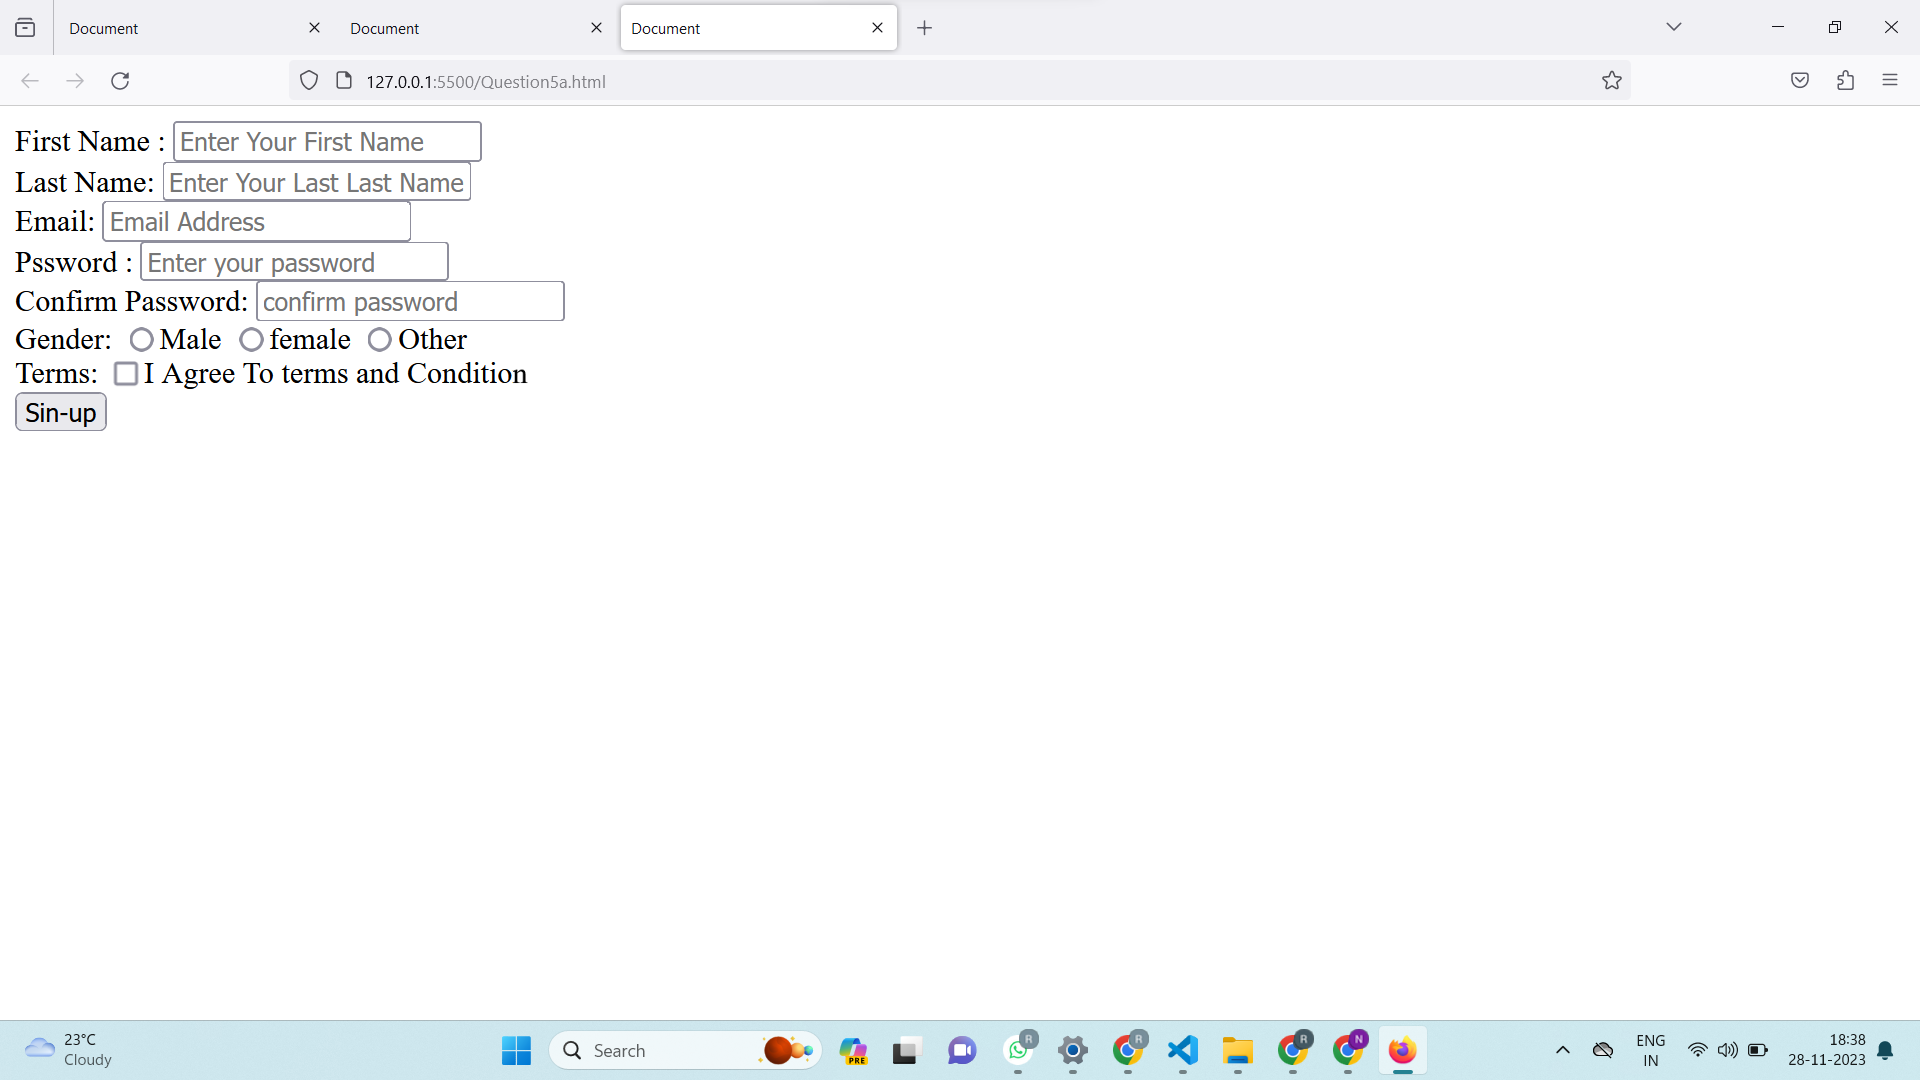 Document
Document
Document
127.0.0.1:5500/Question5a.html
First Name : Enter Your First Name
Last Name: Enter Your Last Last Name
Email: Email Address
Pssword : Enter your password
Confirm Password: confirm password
Gender: Male female Other
Terms: I Agree To terms and Condition
Sin-up
23°C
Cloudy
Search
PRE
R
R
R
N
ENG
IN
18:38
28-11-2023